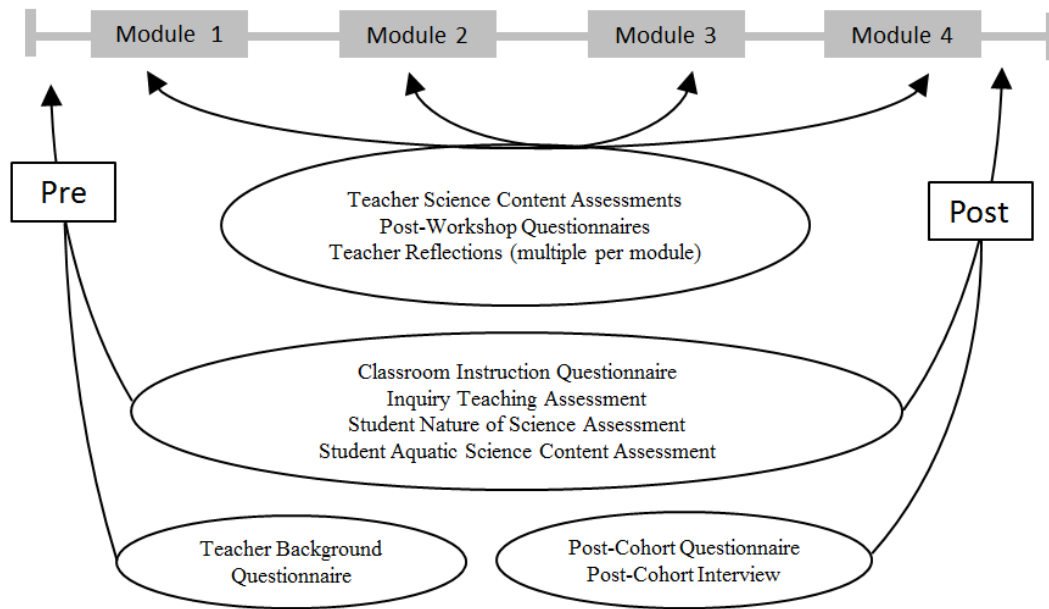 Module 1
Module 2
Module 3
Module 4
Pre
Post
Teacher Science Content Assessments
Post-Workshop Questionnaires
Teacher Reflections (multiple per module)
Classroom Instruction Questionnaire
Inquiry Teaching Assessment
Student Nature of Science Assessment
Student Aquatic Science Content Assessment
Teacher Background
Questionnaire
Post-Cohort Questionnaire
Post-Cohort Interview